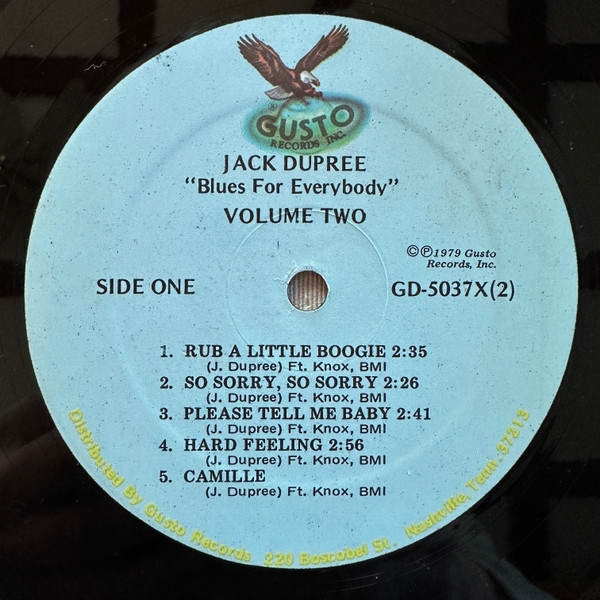 ®
GUSTO
RECORDS INC.
JACK DUPREE
"Blues For Everybody"
VOLUME TWO
©℗1979 Gusto
Records, Inc.
SIDE ONE
GD-5037X(2)
1. RUB A LITTLE BOOGIE 2:35
(J. Dupree) Ft. Knox, BMI
2. SO SORRY, SO SORRY 2:26
(J. Dupree) Ft. Knox, BMI
3. PLEASE TELL ME BABY 2:41
(J. Dupree) Ft. Knox, BMI
4. HARD FEELING 2:56
(J. Dupree) Ft. Knox, BMI
5. CAMILLE
(J. Dupree) Ft. Knox, BMI
Distributed By Gusto Records 220 Boscobel St. Nashville, Tenn. 37213